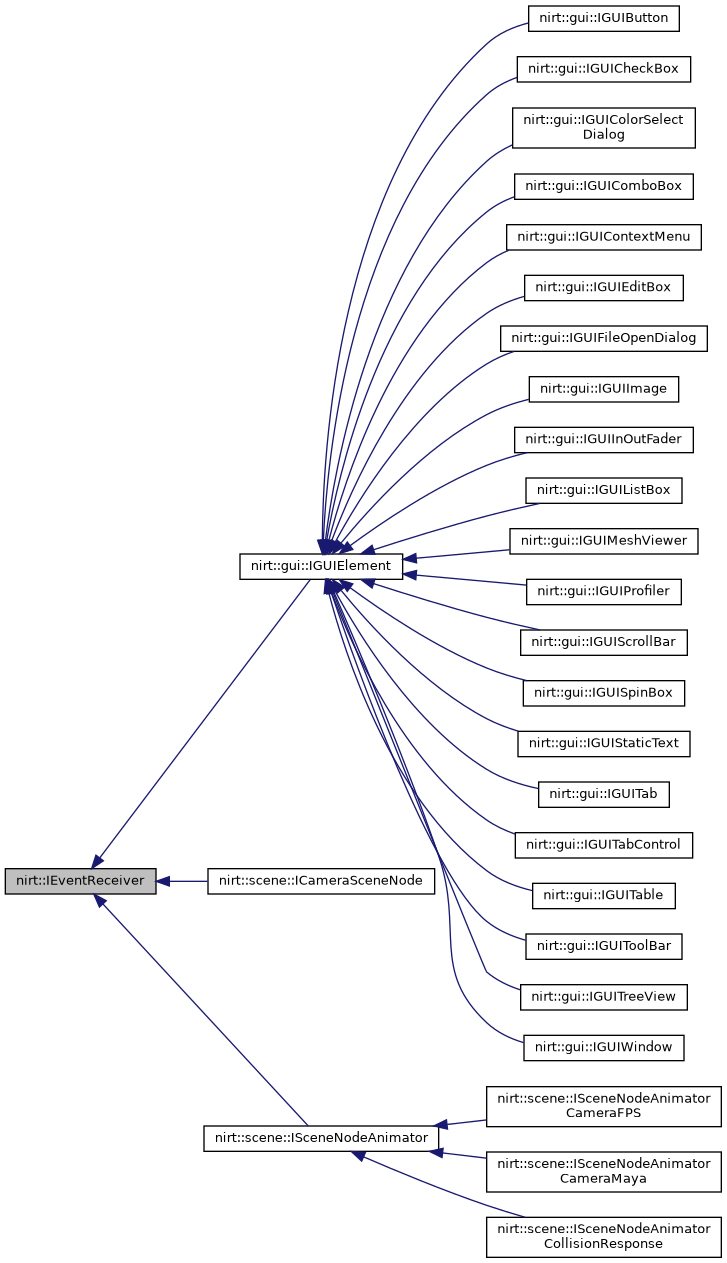 nirt::gui::IGUIButton
nirt::gui::IGUICheckBox
nirt::gui::IGUIColorSelect
Dialog
nirt::gui::IGUIComboBox
nirt::gui::IGUIContextMenu
nirt::gui::IGUIEditBox
nirt::gui::IGUIFileOpenDialog
nirt::gui::IGUIImage
nirt::gui::IGUIInOutFader
nirt::gui::IGUIListBox
nirt::gui::IGUIMeshViewer
nirt::gui::IGUIElement
nirt::gui::IGUIProfiler
nirt::gui::IGUIScrollBar
nirt::gui::IGUISpinBox
nirt::gui::IGUIStaticText
nirt::gui::IGUITab
nirt::gui::IGUITabControl
nirt::IEventReceiver
nirt::scene::ICameraSceneNode
nirt::gui::IGUITable
nirt::gui::IGUIToolBar
nirt::gui::IGUITreeView
nirt::gui::IGUIWindow
nirt::scene::ISceneNodeAnimator
CameraFPS
nirt::scene::ISceneNodeAnimator
nirt::scene::ISceneNodeAnimator
CameraMaya
nirt::scene::ISceneNodeAnimator
CollisionResponse